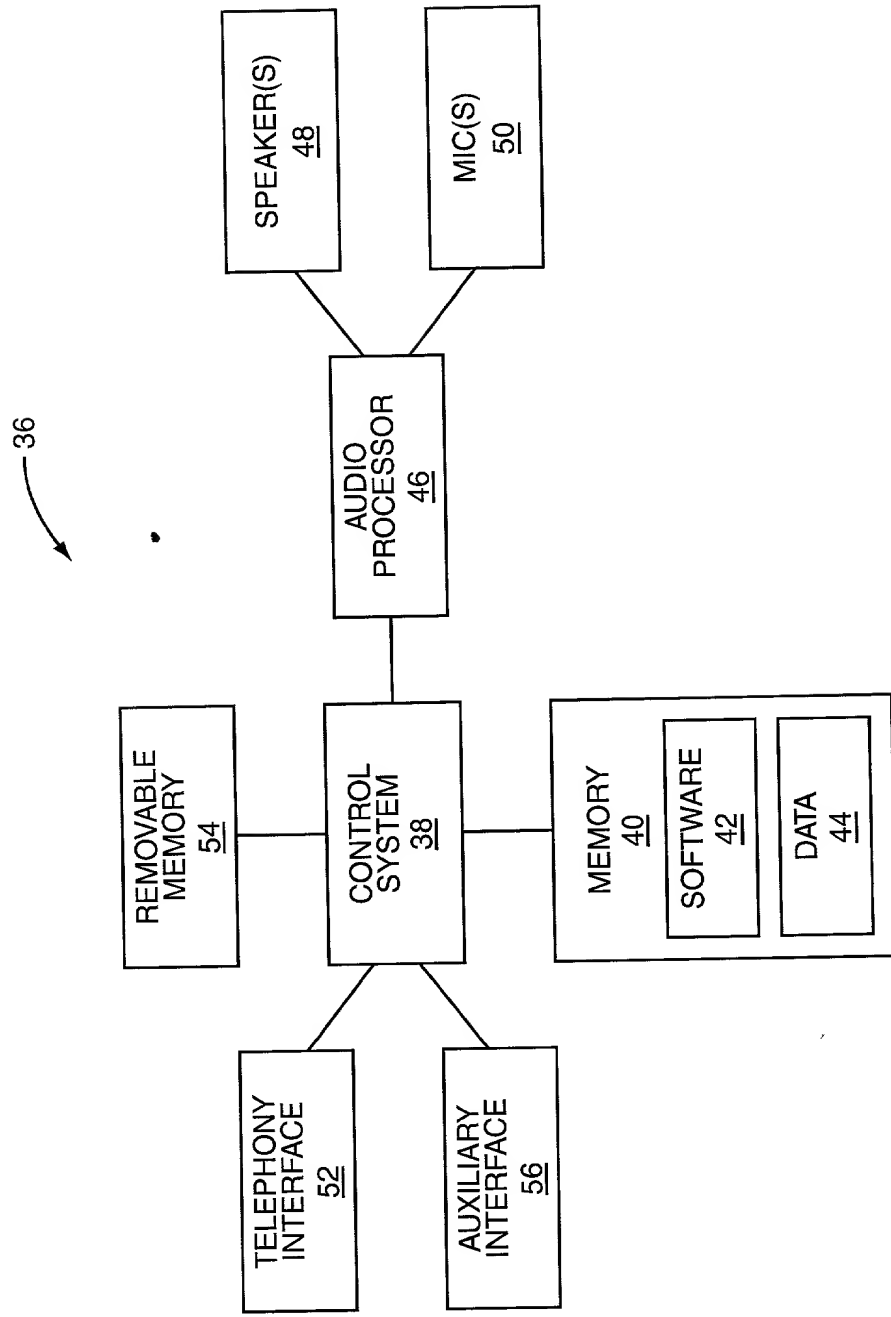 36
REMOVABLE
MEMORY
54
TELEPHONY
INTERFACE
52
AUXILIARY
INTERFACE
56
CONTROL
SYSTEM
38
MEMORY
40
SOFTWARE
42
DATA
44
AUDIO
PROCESSOR
46
SPEAKER(S)
48
MIC(S)
50